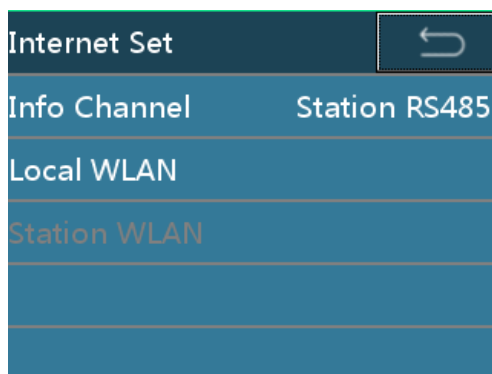 Internet Set
Info Channel Station RS485
Local WLAN
Station WLAN